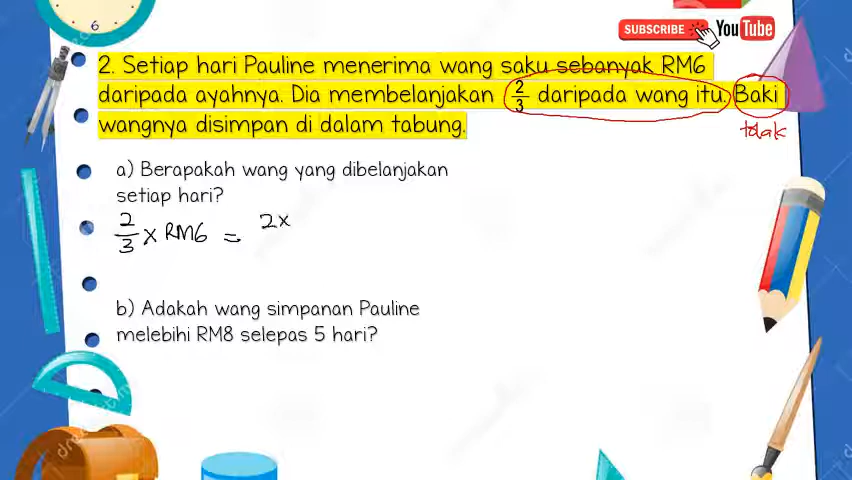 6
SUBSCRIBE YouTube
2. Setiap hari Pauline menerima wang saku sebanyak RM6
daripada ayahnya. Dia membelanjakan 2/3 daripada wang itu. Baki
wangnya disimpan di dalam tabung.
tolak
a) Berapakah wang yang dibelanjakan
setiap hari?
2/3 x RM6 = 2x
b) Adakah wang simpanan Pauline
melebihi RM8 selepas 5 hari?